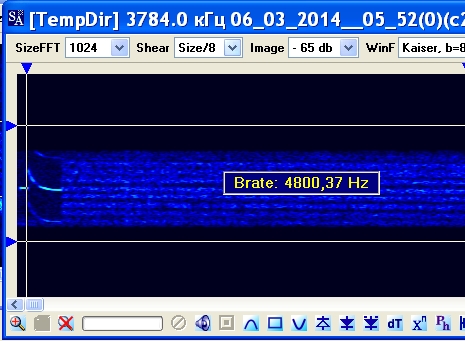 SA [TempDir] 3784.0 кГц 06_03_2014__05_52(0)(c2
SizeFFT 1024 Shear Size/8 Image - 65 db WinF Kaiser, b=8
Brate: 4800,37 Hz
dT Xⁿ Ph